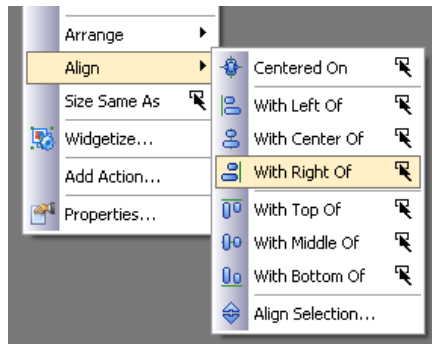 Arrange
Align
Size Same As
Widgetize...
Add Action...
Properties...
Centered On
With Left Of
With Center Of
With Right Of
With Top Of
With Middle Of
With Bottom Of
Align Selection...